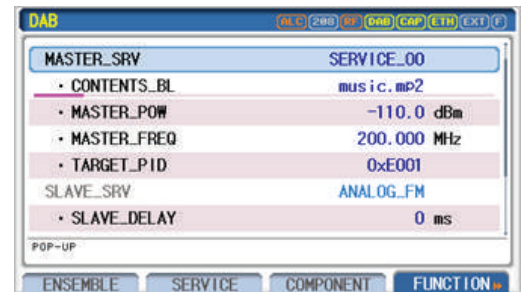 DAB ALC 20B RF DAB CAP ETH EXT F
MASTER_SRV SERVICE_00
· CONTENTS_BL music.mp2
· MASTER_POW -110.0 dBm
· MASTER_FREQ 200.000 MHz
· TARGET_PID 0xE001
SLAVE_SRV ANALOG_FM
· SLAVE_DELAY 0 ms
POP-UP
ENSEMBLE SERVICE COMPONENT FUNCTION